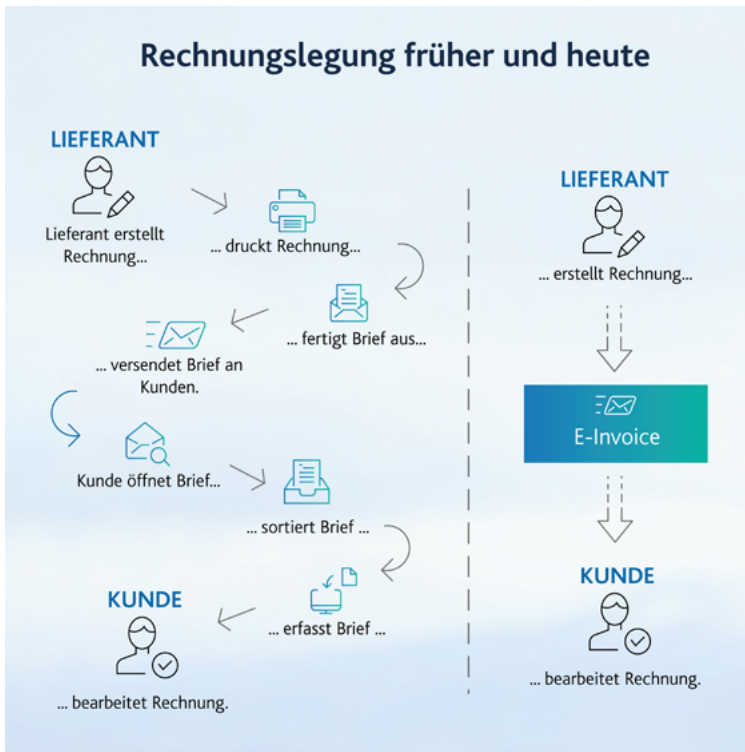 Rechnungslegung früher und heute
LIEFERANT
Lieferant erstellt
Rechnung...
... druckt Rechnung...
... fertigt Brief aus...
... versendet Brief an
Kunden.
Kunde öffnet Brief...
... sortiert Brief ...
... erfasst Brief ...
KUNDE
... bearbeitet Rechnung.
LIEFERANT
... erstellt Rechnung...
E-Invoice
KUNDE
... bearbeitet Rechnung.